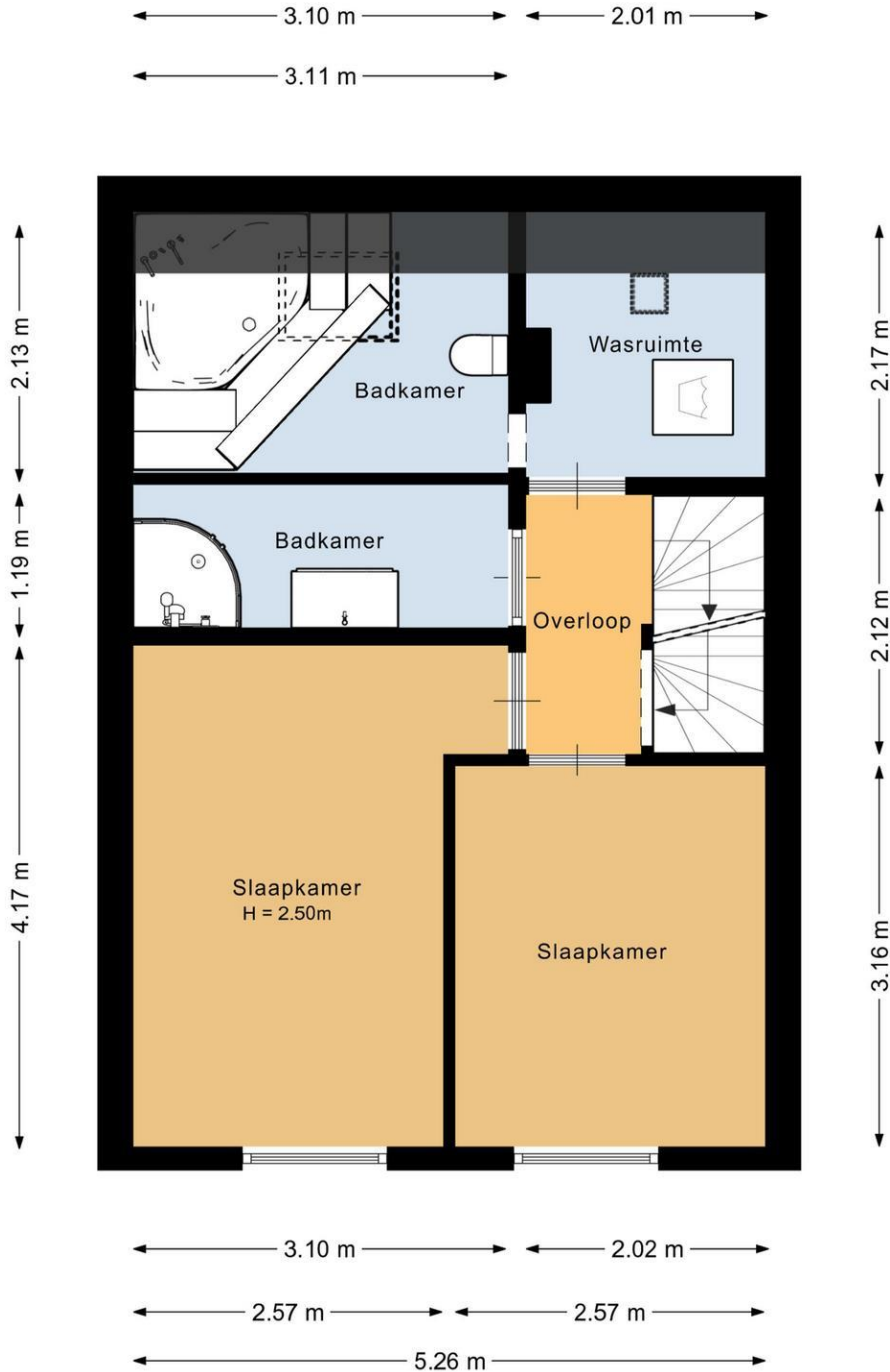 3.10 m
2.01 m
3.11 m
2.13 m
2.17 m
Wasruimte
Badkamer
1.19 m
Badkamer
2.12 m
Overloop
4.17 m
Slaapkamer
H = 2.50m
Slaapkamer
3.16 m
3.10 m
2.02 m
2.57 m
2.57 m
5.26 m